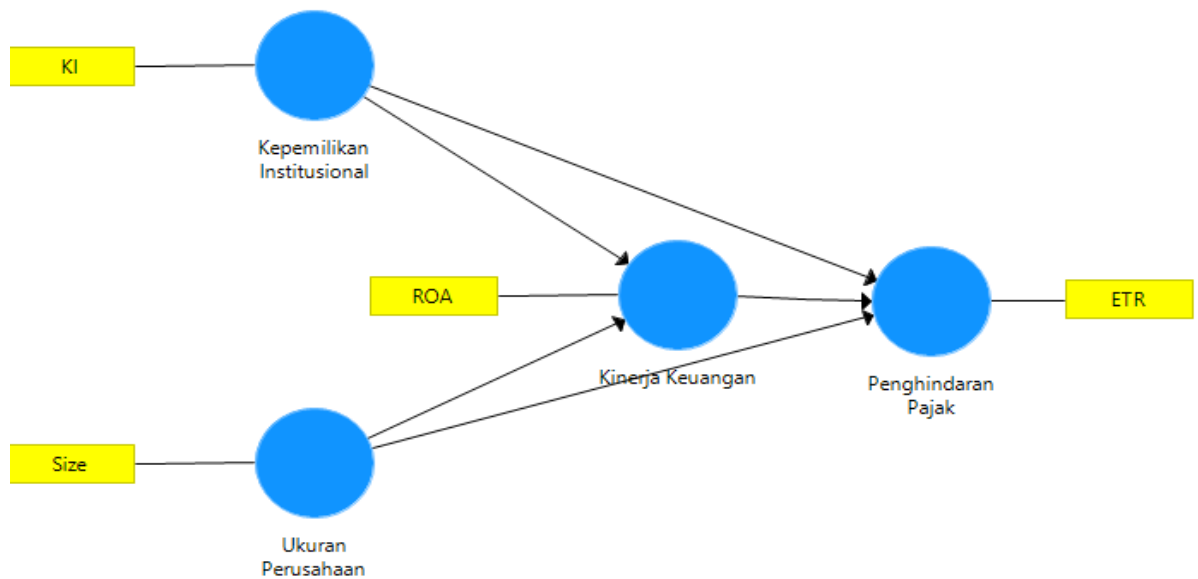 KI
Kepemilikan
Institusional
ROA
ETR
Kinerja Keuangan
Penghindaran
Pajak
Size
Ukuran
Perusahaan